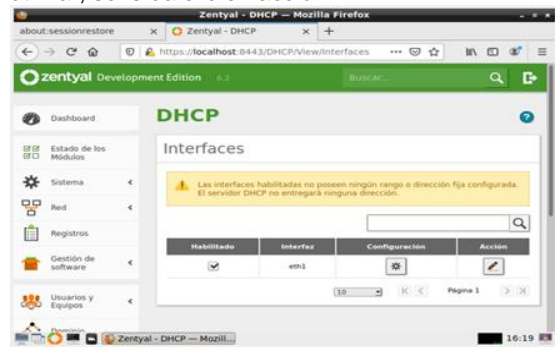 Zentyal - DHCP — Mozilla Firefox
about:sessionrestore
Zentyal - DHCP
https://localhost:8443/DHCP/View/Interfaces
zentyal Development Edition 6.2
Buscar...
Dashboard
Estado de los
Módulos
Sistema
Red
Registros
Gestión de
software
Usuarios y
Equipos
Dominio
DHCP
Interfaces
Las interfaces habilitadas no poseen ningún rango o dirección fija configurada.
El servidor DHCP no entregará ninguna dirección.
Habilitado Interfaz Configuración Acción
eth1
10 Página 1
Zentyal - DHCP — Mozill...
16:19